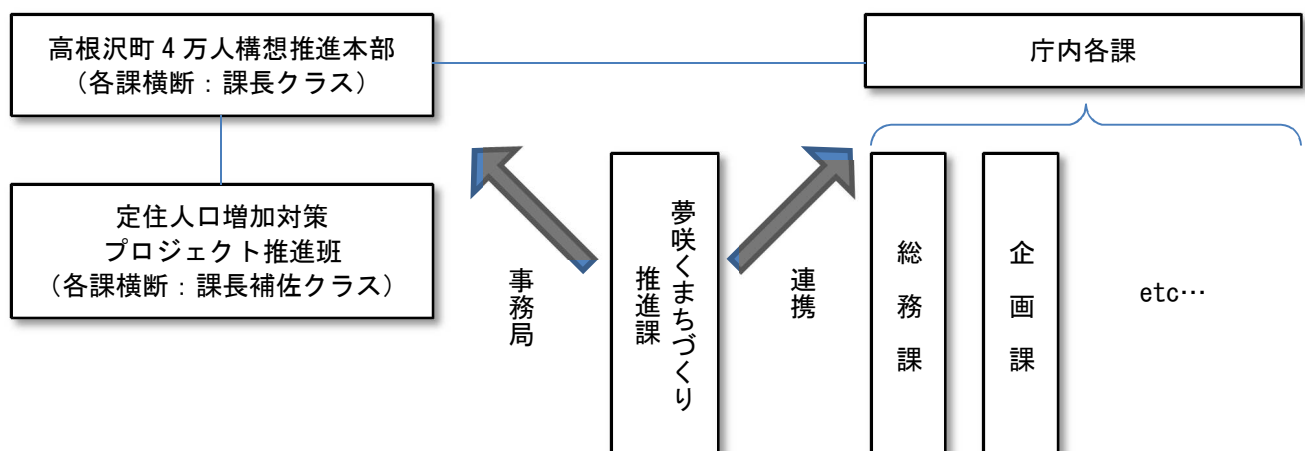 高根沢町４万人構想推進本部
（各課横断：課長クラス）
庁内各課
定住人口増加対策
プロジェクト推進班
（各課横断：課長補佐クラス）
事務局
夢咲くまちづくり
推進課
連携
総務課
企画課
etc…